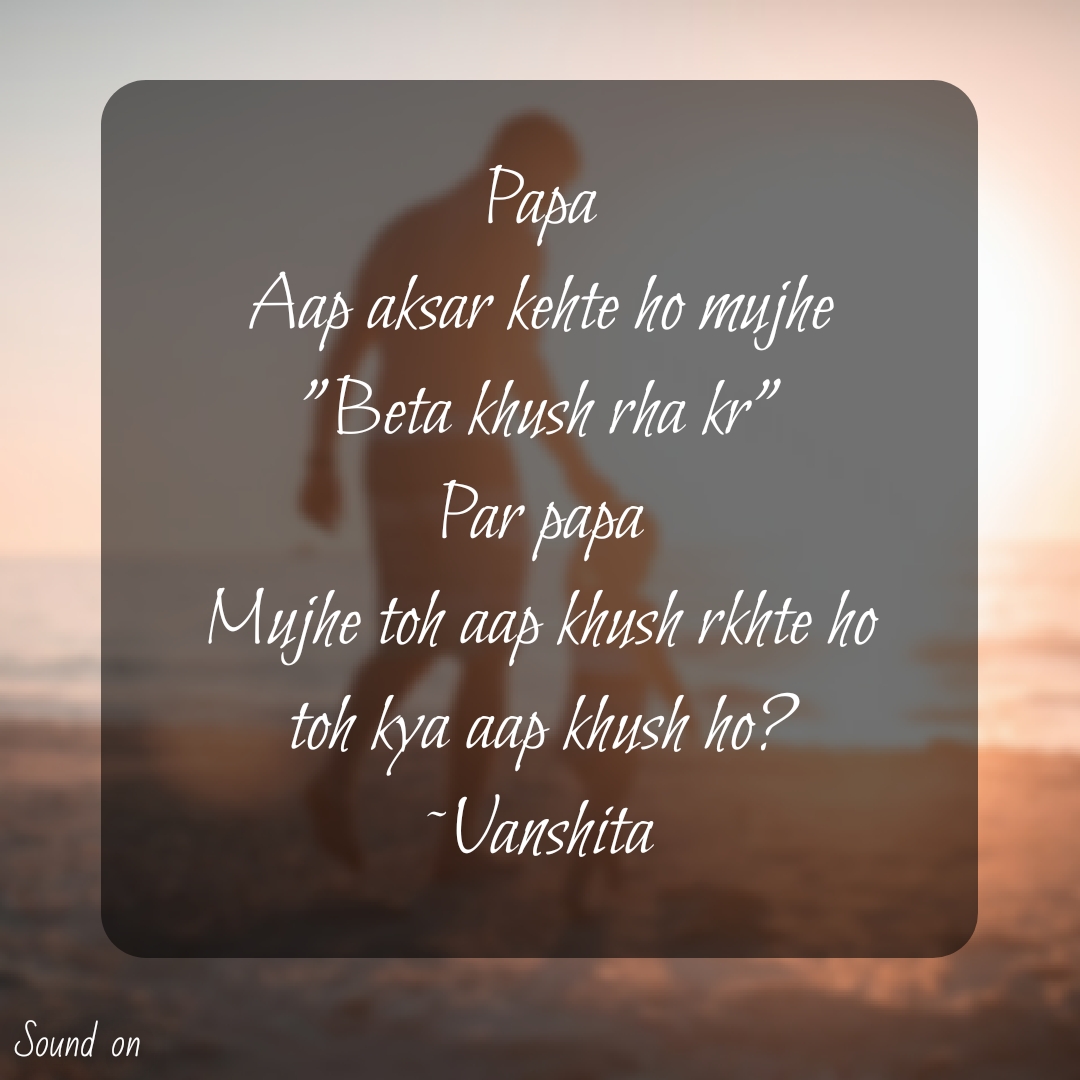 Papa
Aap aksar kehte ho mujhe
"Beta khush rha kr"
Par papa
Mujhe toh aap khush rkhte ho
toh kya aap khush ho?
~Vanshita
Sound on